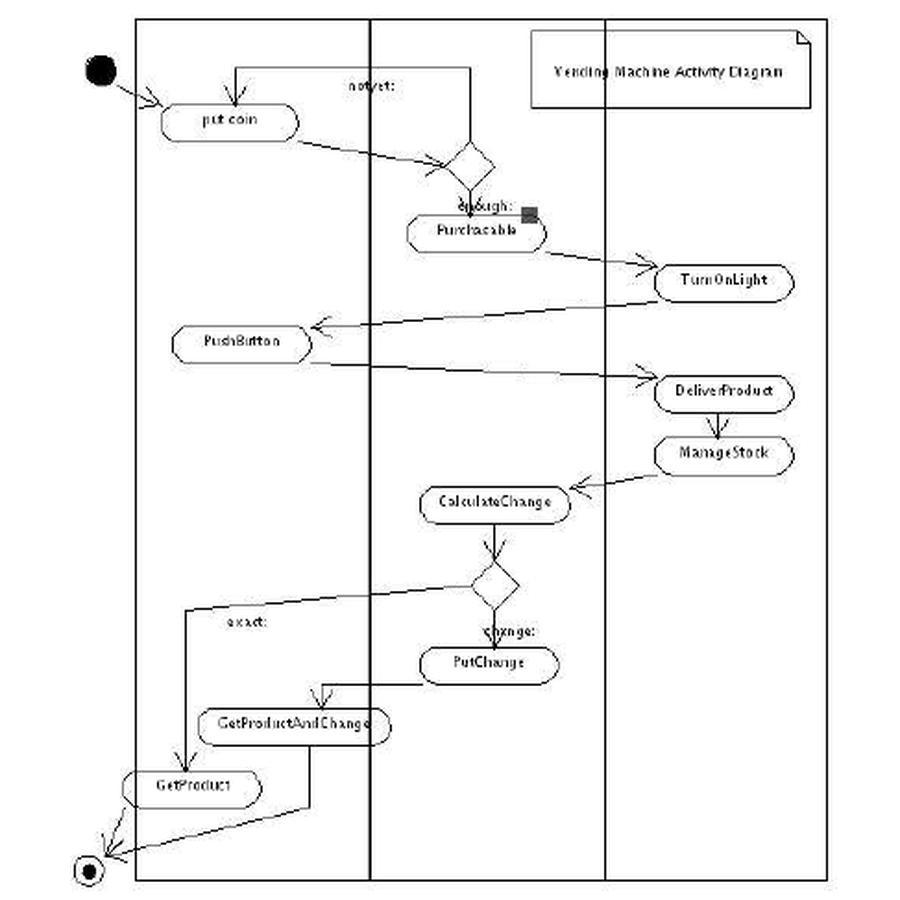 Vending Machine Activity Diagram
notyet:
put coin
enough:
Purchasable
TurnOnLight
PushButton
DeliverProduct
ManageStock
CalculateChange
exact:
change:
PutChange
GetProductAndChange
GetProduct